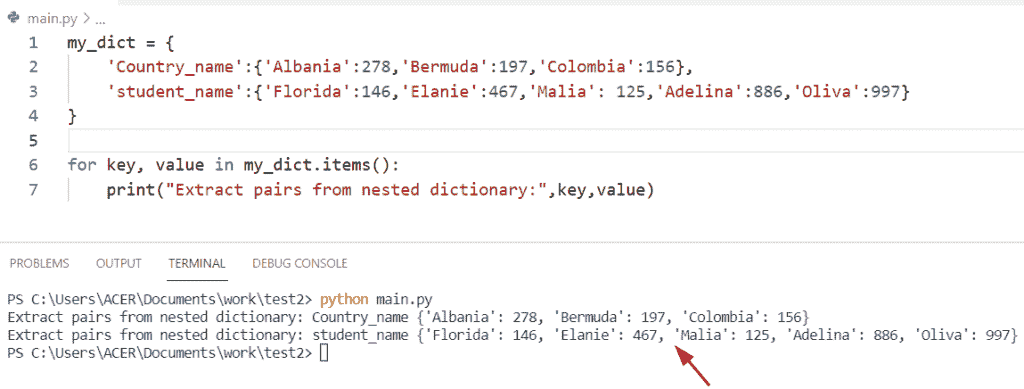 main.py > ...
1 my_dict = {
2     'Country_name':{'Albania':278,'Bermuda':197,'Colombia':156},
3     'student_name':{'Florida':146,'Elanie':467,'Malia': 125,'Adelina':886,'Oliva':997}
4 }
5
6 for key, value in my_dict.items():
7     print("Extract pairs from nested dictionary:",key,value)
PROBLEMS OUTPUT TERMINAL DEBUG CONSOLE
PS C:\Users\ACER\Documents\work\test2> python main.py
Extract pairs from nested dictionary: Country_name {'Albania': 278, 'Bermuda': 197, 'Colombia': 156}
Extract pairs from nested dictionary: student_name {'Florida': 146, 'Elanie': 467, 'Malia': 125, 'Adelina': 886, 'Oliva': 997}
PS C:\Users\ACER\Documents\work\test2>